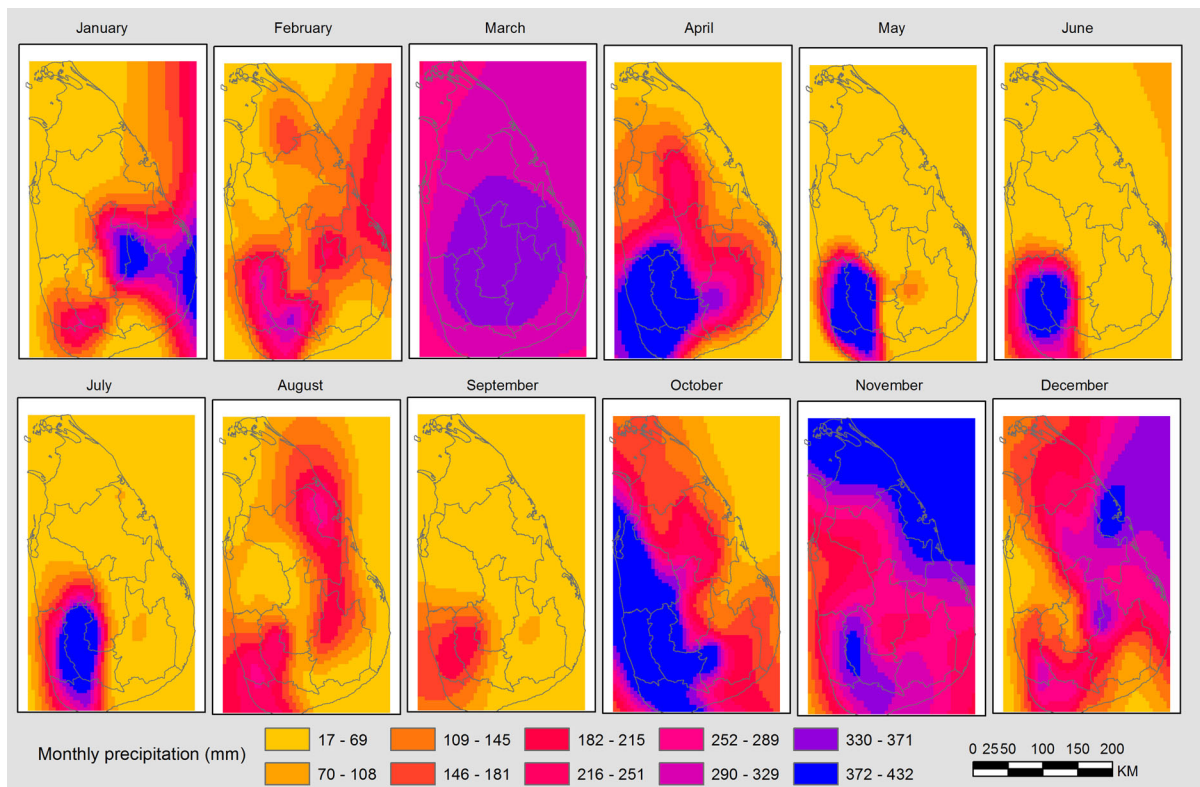 January February March April May June
July August September October November December
Monthly precipitation (mm)
17 - 69 109 - 145 182 - 215 252 - 289 330 - 371
70 - 108 146 - 181 216 - 251 290 - 329 372 - 432
0 25 50 100 150 200
KM